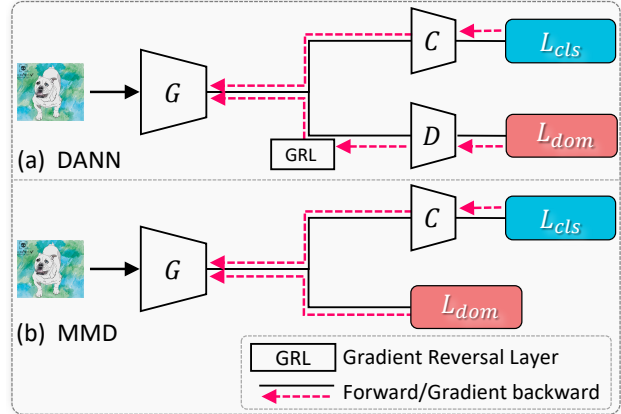 C
L_cls
G
D
L_dom
GRL
(a) DANN
C
L_cls
G
L_dom
(b) MMD
GRL Gradient Reversal Layer
Forward/Gradient backward